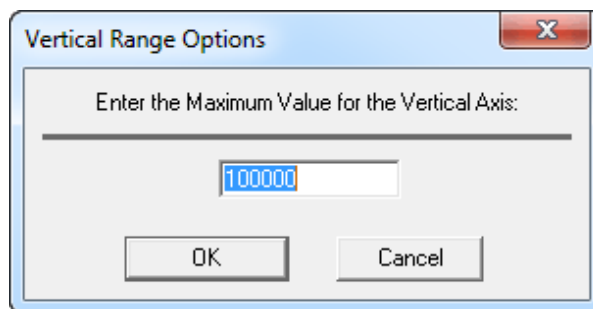 Vertical Range Options
Enter the Maximum Value for the Vertical Axis:
100000
OK Cancel